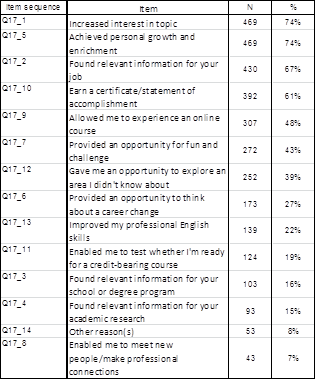 Item sequence Item N %
Q17_1 Increased interest in topic 469 74%
Q17_5 Achieved personal growth and 469 74%
enrichment
Q17_2 Found relevant information for your 430 67%
job
Q17_10 Earn a certificate/statement of 392 61%
accomplishment
Q17_9 Allowed me to experience an online 307 48%
course
Q17_7 Provided an opportunity for fun and 272 43%
challenge
Q17_12 Gave me an opportunity to explore an 252 39%
area I didn't know about
Q17_6 Provided an opportunity to think 173 27%
about a career change
Q17_13 Improved my professional English 139 22%
skills
Q17_11 Enabled me to test whether I'm ready 124 19%
for a credit-bearing course
Q17_3 Found relevant information for your 103 16%
school or degree program
Q17_4 Found relevant information for your 93 15%
academic research
Q17_14 Other reason(s) 53 8%
Q17_8 Enabled me to meet new 43 7%
people/make professional
connections